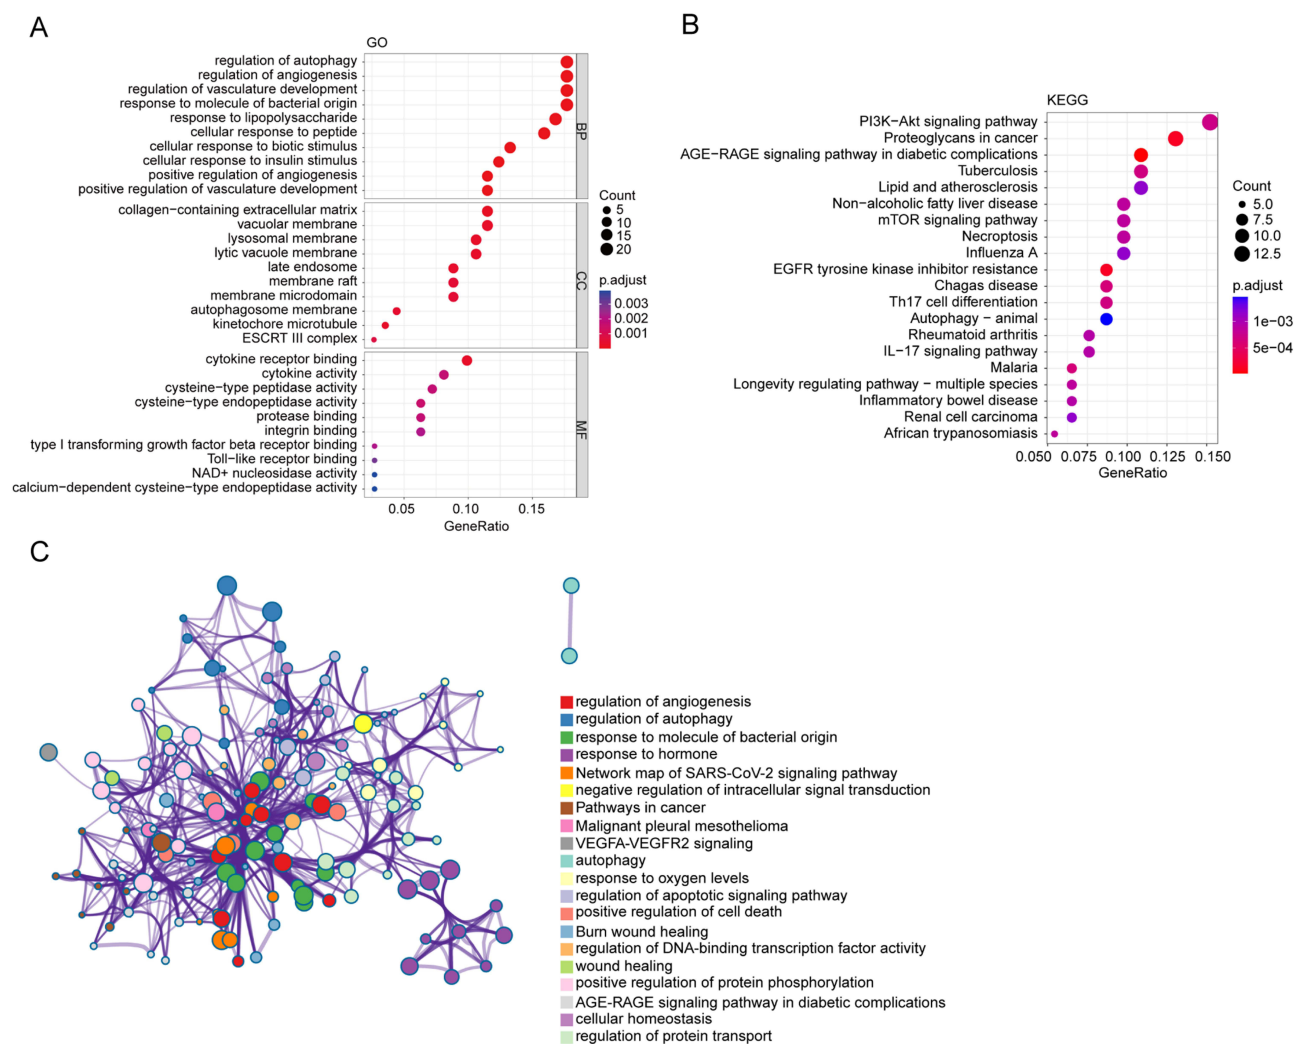 A
GO
regulation of autophagy
regulation of angiogenesis
regulation of vasculature development
response to molecule of bacterial origin
response to lipopolysaccharide
cellular response to peptide
cellular response to biotic stimulus
cellular response to insulin stimulus
positive regulation of angiogenesis
positive regulation of vasculature development
BP
collagen−containing extracellular matrix
vacuolar membrane
lysosomal membrane
lytic vacuole membrane
late endosome
membrane raft
membrane microdomain
autophagosome membrane
kinetochore microtubule
ESCRT III complex
CC
cytokine receptor binding
cytokine activity
cysteine−type peptidase activity
cysteine−type endopeptidase activity
protease binding
integrin binding
type I transforming growth factor beta receptor binding
Toll−like receptor binding
NAD+ nucleosidase activity
calcium−dependent cysteine−type endopeptidase activity
MF
0.05 0.10 0.15
GeneRatio
Count
5
10
15
20
p.adjust
0.003
0.002
0.001
B
KEGG
PI3K−Akt signaling pathway
Proteoglycans in cancer
AGE−RAGE signaling pathway in diabetic complications
Tuberculosis
Lipid and atherosclerosis
Non−alcoholic fatty liver disease
mTOR signaling pathway
Necroptosis
Influenza A
EGFR tyrosine kinase inhibitor resistance
Chagas disease
Th17 cell differentiation
Autophagy − animal
Rheumatoid arthritis
IL−17 signaling pathway
Malaria
Longevity regulating pathway − multiple species
Inflammatory bowel disease
Renal cell carcinoma
African trypanosomiasis
0.050 0.075 0.100 0.125 0.150
GeneRatio
Count
5.0
7.5
10.0
12.5
p.adjust
1e−03
5e−04
C
regulation of angiogenesis
regulation of autophagy
response to molecule of bacterial origin
response to hormone
Network map of SARS-CoV-2 signaling pathway
negative regulation of intracellular signal transduction
Pathways in cancer
Malignant pleural mesothelioma
VEGFA-VEGFR2 signaling
autophagy
response to oxygen levels
regulation of apoptotic signaling pathway
positive regulation of cell death
Burn wound healing
regulation of DNA-binding transcription factor activity
wound healing
positive regulation of protein phosphorylation
AGE-RAGE signaling pathway in diabetic complications
cellular homeostasis
regulation of protein transport